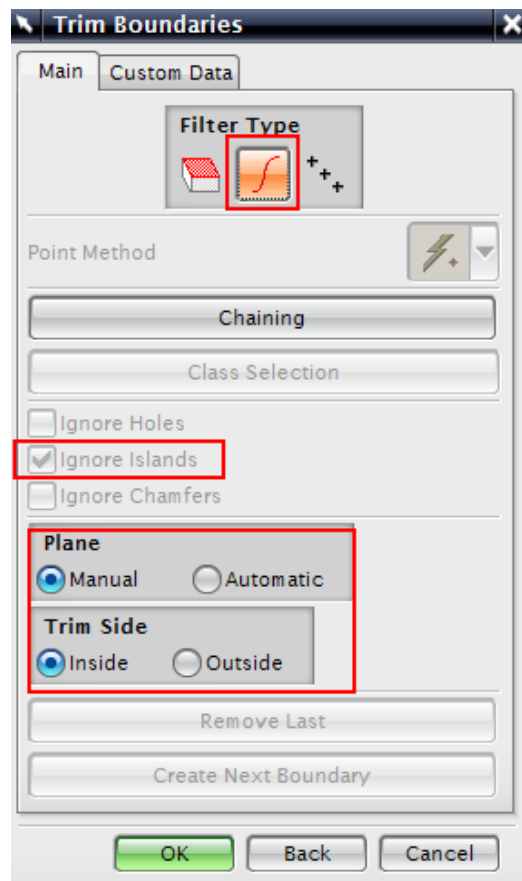 Trim Boundaries
Main Custom Data
Filter Type
Point Method
Chaining
Class Selection
Ignore Holes
Ignore Islands
Ignore Chamfers
Plane
Manual Automatic
Trim Side
Inside Outside
Remove Last
Create Next Boundary
OK Back Cancel